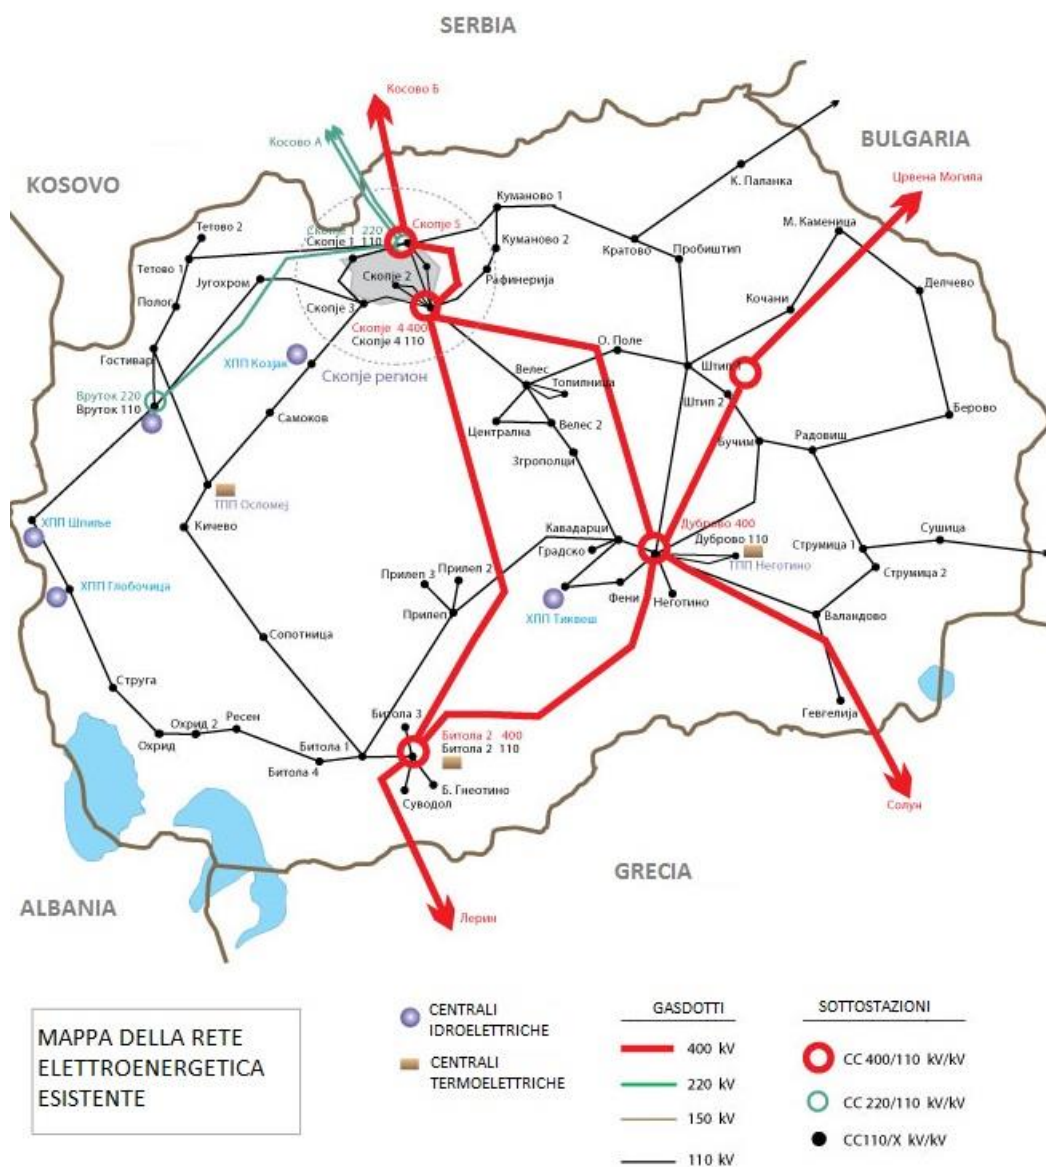 SERBIA
Косово Б
Косово А
BULGARIA
KOSOVO
Црвена Могила
К. Паланка
Куманово 1
Тетово 2
Скопје 1 220
Скопје 5
Скопје 1 110
М. Каменица
Куманово 2
Кратово
Пробиштип
Тетово 1
Југохром
Скопје 2
Рафинерија
Делчево
Полог
Скопје 3
Кочани
Скопје 4 400
Скопје 4 110
О. Поле
Гостивар
ХПП Козјак
Скопје регион
Велес
Штип 1
Топилница
Вруток 220
Вруток 110
Штип 2
Самоков
Централна
Велес 2
Берово
Бучим
Радовиш
Згрополци
ТПП Осломеј
ХПП Шпиље
Кичево
Кавадарци
Дуброво 400
Дуброво 110
Градско
Струмица 1
Сушица
ТПП Неготино
Струмица 2
Прилеп 2
Прилеп 3
ХПП Глобочица
Фени
Неготино
Прилеп
ХПП Тиквеш
Валандово
Сопотница
Струга
Гевгелија
Битола 3
Охрид 2
Ресен
Охрид
Битола 1
Битола 2 400
Битола 2 110
Битола 4
Б. Гнеотино
Суводол
Солун
GRECIA
ALBANIA
Лерин
MAPPA DELLA RETE
ELETTROENERGETICA
ESISTENTE
CENTRALI
IDROELETTRICHE
CENTRALI
TERMOELETTRICHE
GASDOTTI
400 kV
220 kV
150 kV
110 kV
SOTTOSTAZIONI
CC 400/110 kV/kV
CC 220/110 kV/kV
CC110/X kV/kV